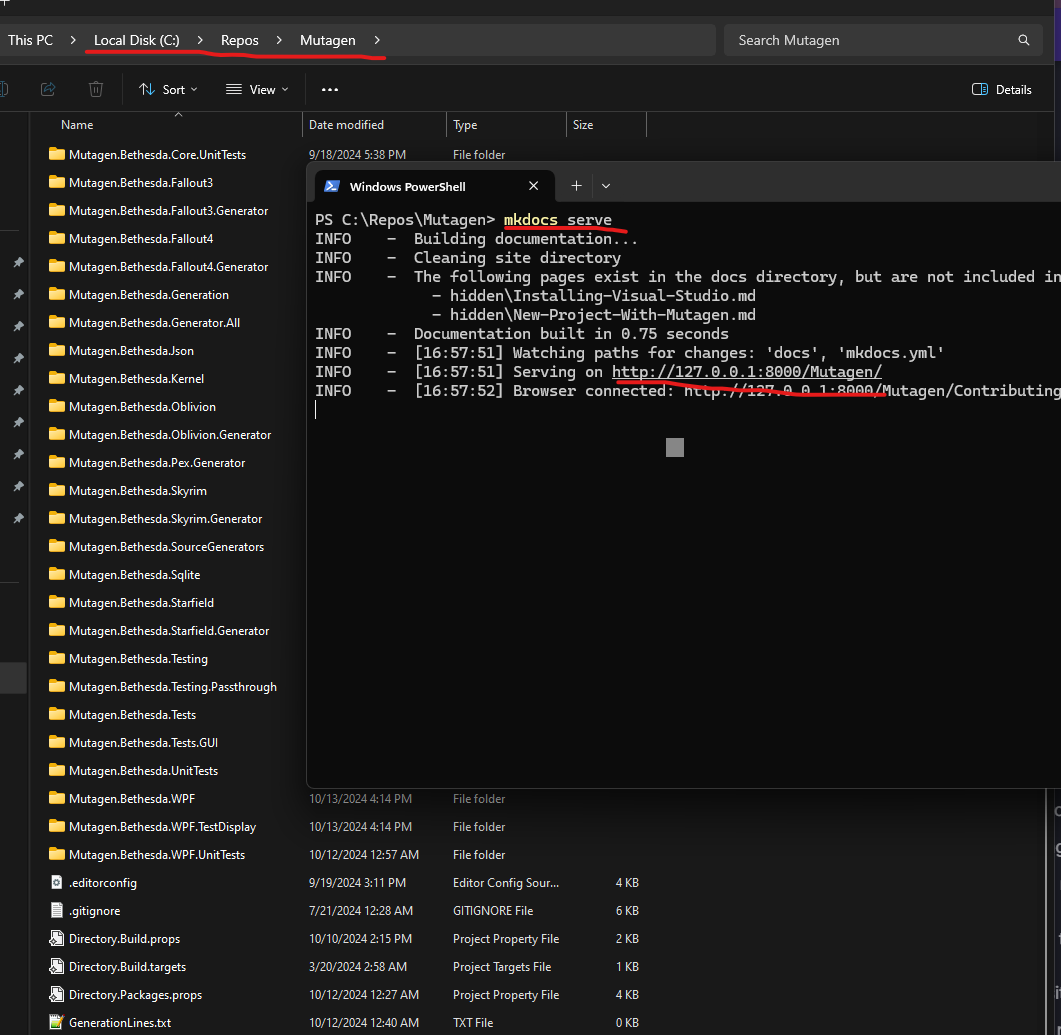 This PC > Local Disk (C:) > Repos > Mutagen >
Search Mutagen
Sort
View
Details
Name
Date modified
Type
Size
Mutagen.Bethesda.Core.UnitTests 9/18/2024 5:38 PM File folder
Mutagen.Bethesda.Fallout3
Mutagen.Bethesda.Fallout3.Generator
Mutagen.Bethesda.Fallout4
Mutagen.Bethesda.Fallout4.Generator
Mutagen.Bethesda.Generation
Mutagen.Bethesda.Generator.All
Mutagen.Bethesda.Json
Mutagen.Bethesda.Kernel
Mutagen.Bethesda.Oblivion
Mutagen.Bethesda.Oblivion.Generator
Mutagen.Bethesda.Pex.Generator
Mutagen.Bethesda.Skyrim
Mutagen.Bethesda.Skyrim.Generator
Mutagen.Bethesda.SourceGenerators
Mutagen.Bethesda.Sqlite
Mutagen.Bethesda.Starfield
Mutagen.Bethesda.Starfield.Generator
Mutagen.Bethesda.Testing
Mutagen.Bethesda.Testing.Passthrough
Mutagen.Bethesda.Tests
Mutagen.Bethesda.Tests.GUI
Mutagen.Bethesda.UnitTests
Mutagen.Bethesda.WPF 10/13/2024 4:14 PM File folder
Mutagen.Bethesda.WPF.TestDisplay 10/13/2024 4:14 PM File folder
Mutagen.Bethesda.WPF.UnitTests 10/12/2024 12:57 AM File folder
.editorconfig 9/19/2024 3:11 PM Editor Config Sour... 4 KB
.gitignore 7/21/2024 12:28 AM GITIGNORE File 6 KB
Directory.Build.props 10/10/2024 2:15 PM Project Property File 2 KB
Directory.Build.targets 3/20/2024 2:58 AM Project Targets File 1 KB
Directory.Packages.props 10/12/2024 12:27 AM Project Property File 4 KB
GenerationLines.txt 10/12/2024 12:40 AM TXT File 0 KB
Windows PowerShell
PS C:\Repos\Mutagen> mkdocs serve
INFO - Building documentation...
INFO - Cleaning site directory
INFO - The following pages exist in the docs directory, but are not included in
- hidden\Installing-Visual-Studio.md
- hidden\New-Project-With-Mutagen.md
INFO - Documentation built in 0.75 seconds
INFO - [16:57:51] Watching paths for changes: 'docs', 'mkdocs.yml'
INFO - [16:57:51] Serving on http://127.0.0.1:8000/Mutagen/
INFO - [16:57:52] Browser connected: http://127.0.0.1:8000/Mutagen/Contributing